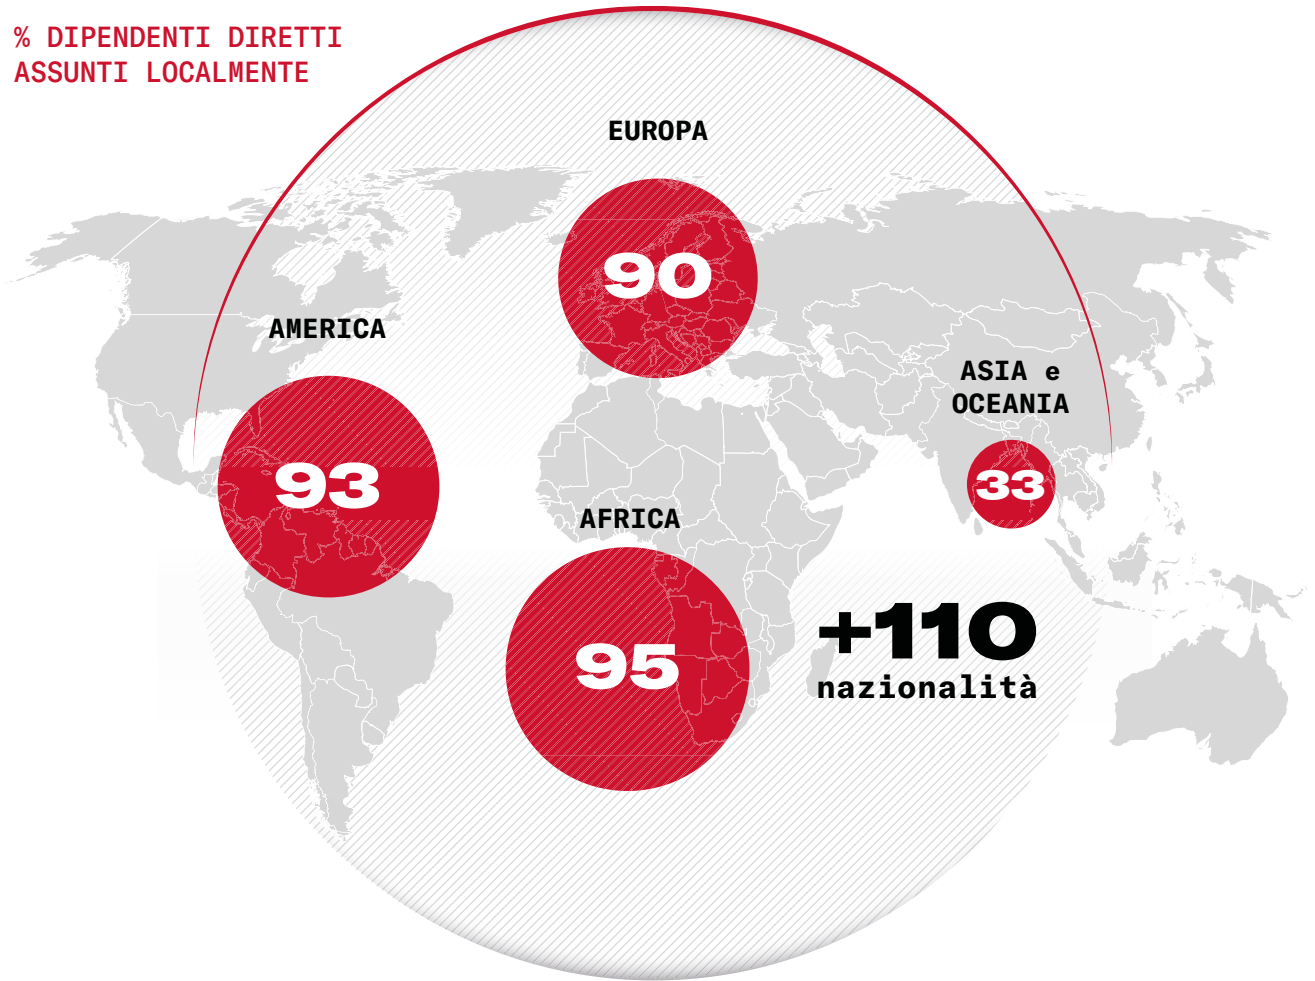 % DIPENDENTI DIRETTI
ASSUNTI LOCALMENTE
EUROPA
90
AMERICA
93
ASIA e
OCEANIA
33
AFRICA
95
+110
nazionalità